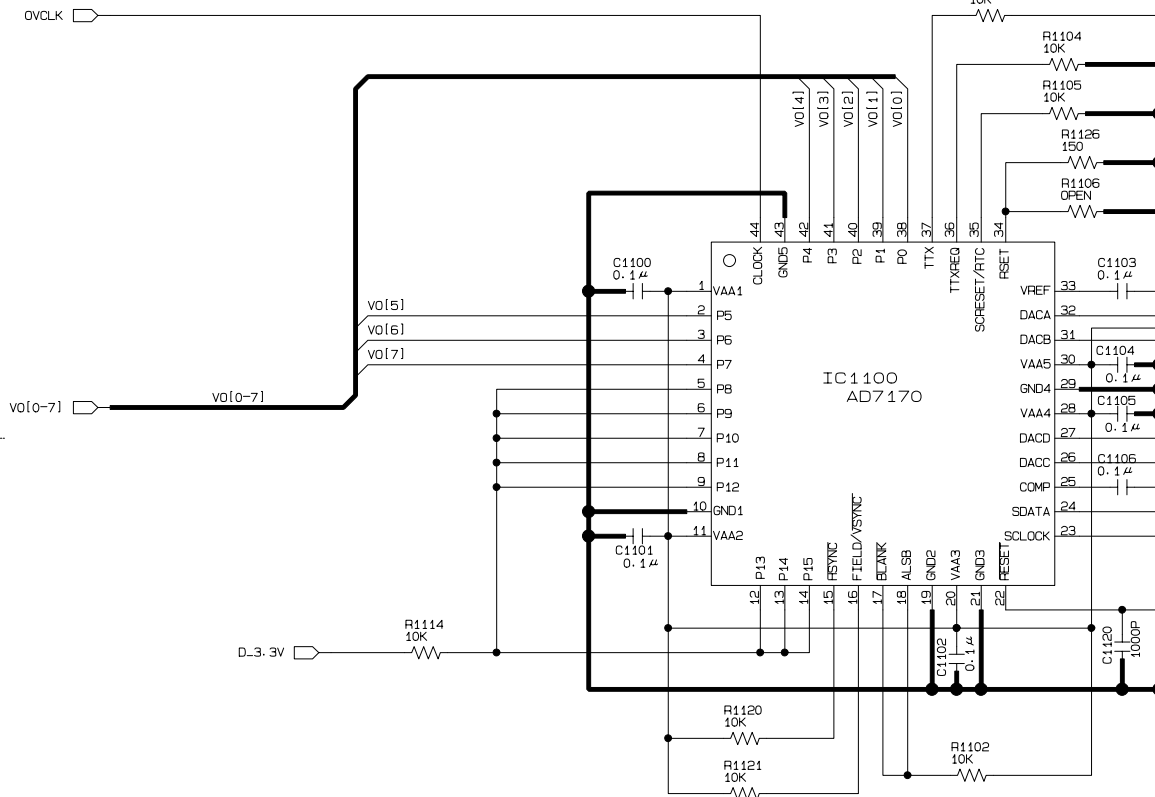 OVCLK
10K
R1104
10K
R1105
10K
R1126
150
R1106
OPEN
VO[4]
VO[3]
VO[2]
VO[1]
VO[0]
44
43
42
41
40
39
38
37
36
35
34
CLOCK
GND5
P4
P3
P2
P1
P0
TTX
TTXREQ
SCRESET/RTC
RSET
C1100
0.1μ
C1103
0.1μ
1 VAA1
VREF 33
VO[5]
2 P5
DACA 32
VO[6]
3 P6
DACB 31
VO[7]
4 P7
VAA5 30
C1104
0.1μ
5 P8
GND4 29
IC1100
AD7170
VO[0-7]
VO[0-7]
6 P9
VAA4 28
C1105
0.1μ
7 P10
DACD 27
8 P11
DACC 26
C1106
0.1μ
9 P12
COMP 25
10 GND1
SDATA 24
11 VAA2
SCLOCK 23
C1101
0.1μ
P13
P14
P15
HSYNC
FIELD/VSYNC
BLANK
ALSB
GND2
VAA3
GND3
RESET
12
13
14
15
16
17
18
19
20
21
22
R1114
10K
D_3.3V
C1102
0.1μ
C1120
1000P
R1120
10K
R1102
10K
R1121
10K